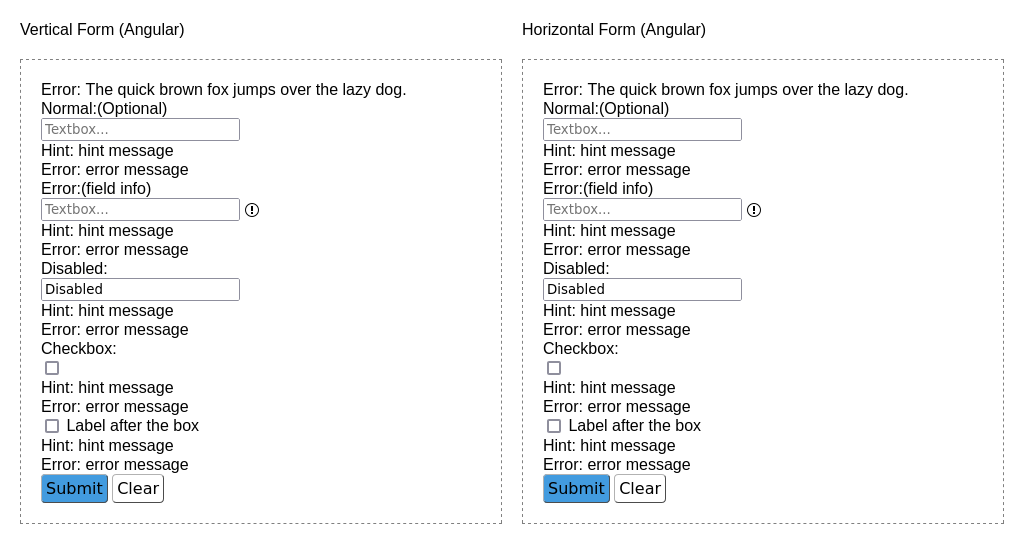 Vertical Form (Angular)
Error: The quick brown fox jumps over the lazy dog.
Normal:(Optional)
Textbox...
Hint: hint message
Error: error message
Error:(field info)
Textbox...
Hint: hint message
Error: error message
Disabled:
Disabled
Hint: hint message
Error: error message
Checkbox:
Hint: hint message
Error: error message
Label after the box
Hint: hint message
Error: error message
Submit Clear
Horizontal Form (Angular)
Error: The quick brown fox jumps over the lazy dog.
Normal:(Optional)
Textbox...
Hint: hint message
Error: error message
Error:(field info)
Textbox...
Hint: hint message
Error: error message
Disabled:
Disabled
Hint: hint message
Error: error message
Checkbox:
Hint: hint message
Error: error message
Label after the box
Hint: hint message
Error: error message
Submit Clear